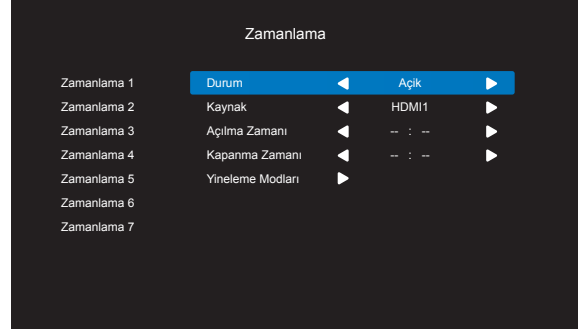 Zamanlama
Zamanlama 1 Durum Açik
Zamanlama 2 Kaynak HDMI1
Zamanlama 3 Açılma Zamanı -- : --
Zamanlama 4 Kapanma Zamanı -- : --
Zamanlama 5 Yineleme Modları
Zamanlama 6
Zamanlama 7